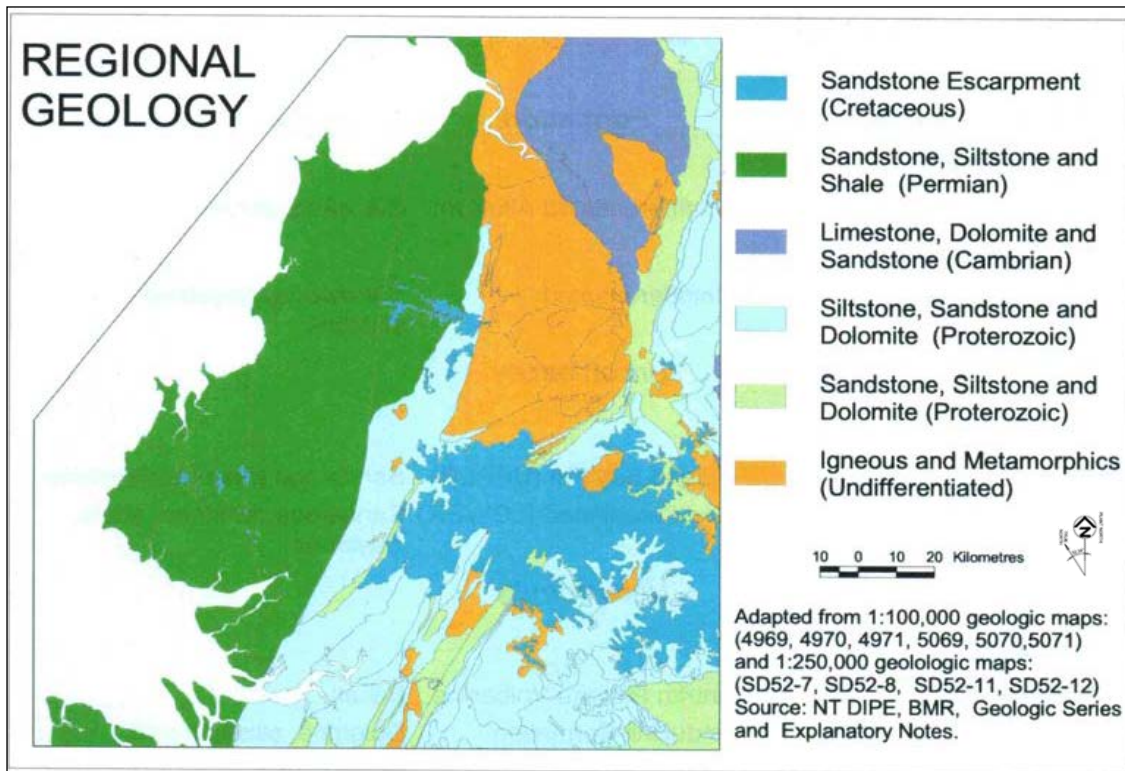 REGIONAL
GEOLOGY
Sandstone Escarpment
(Cretaceous)
Sandstone, Siltstone and
Shale (Permian)
Limestone, Dolomite and
Sandstone (Cambrian)
Siltstone, Sandstone and
Dolomite (Proterozoic)
Sandstone, Siltstone and
Dolomite (Proterozoic)
Igneous and Metamorphics
(Undifferentiated)
N
10 0 10 20 Kilometres
Adapted from 1:100,000 geologic maps:
(4969, 4970, 4971, 5069, 5070,5071)
and 1:250,000 geolologic maps:
(SD52-7, SD52-8, SD52-11, SD52-12)
Source: NT DIPE, BMR, Geologic Series
and Explanatory Notes.